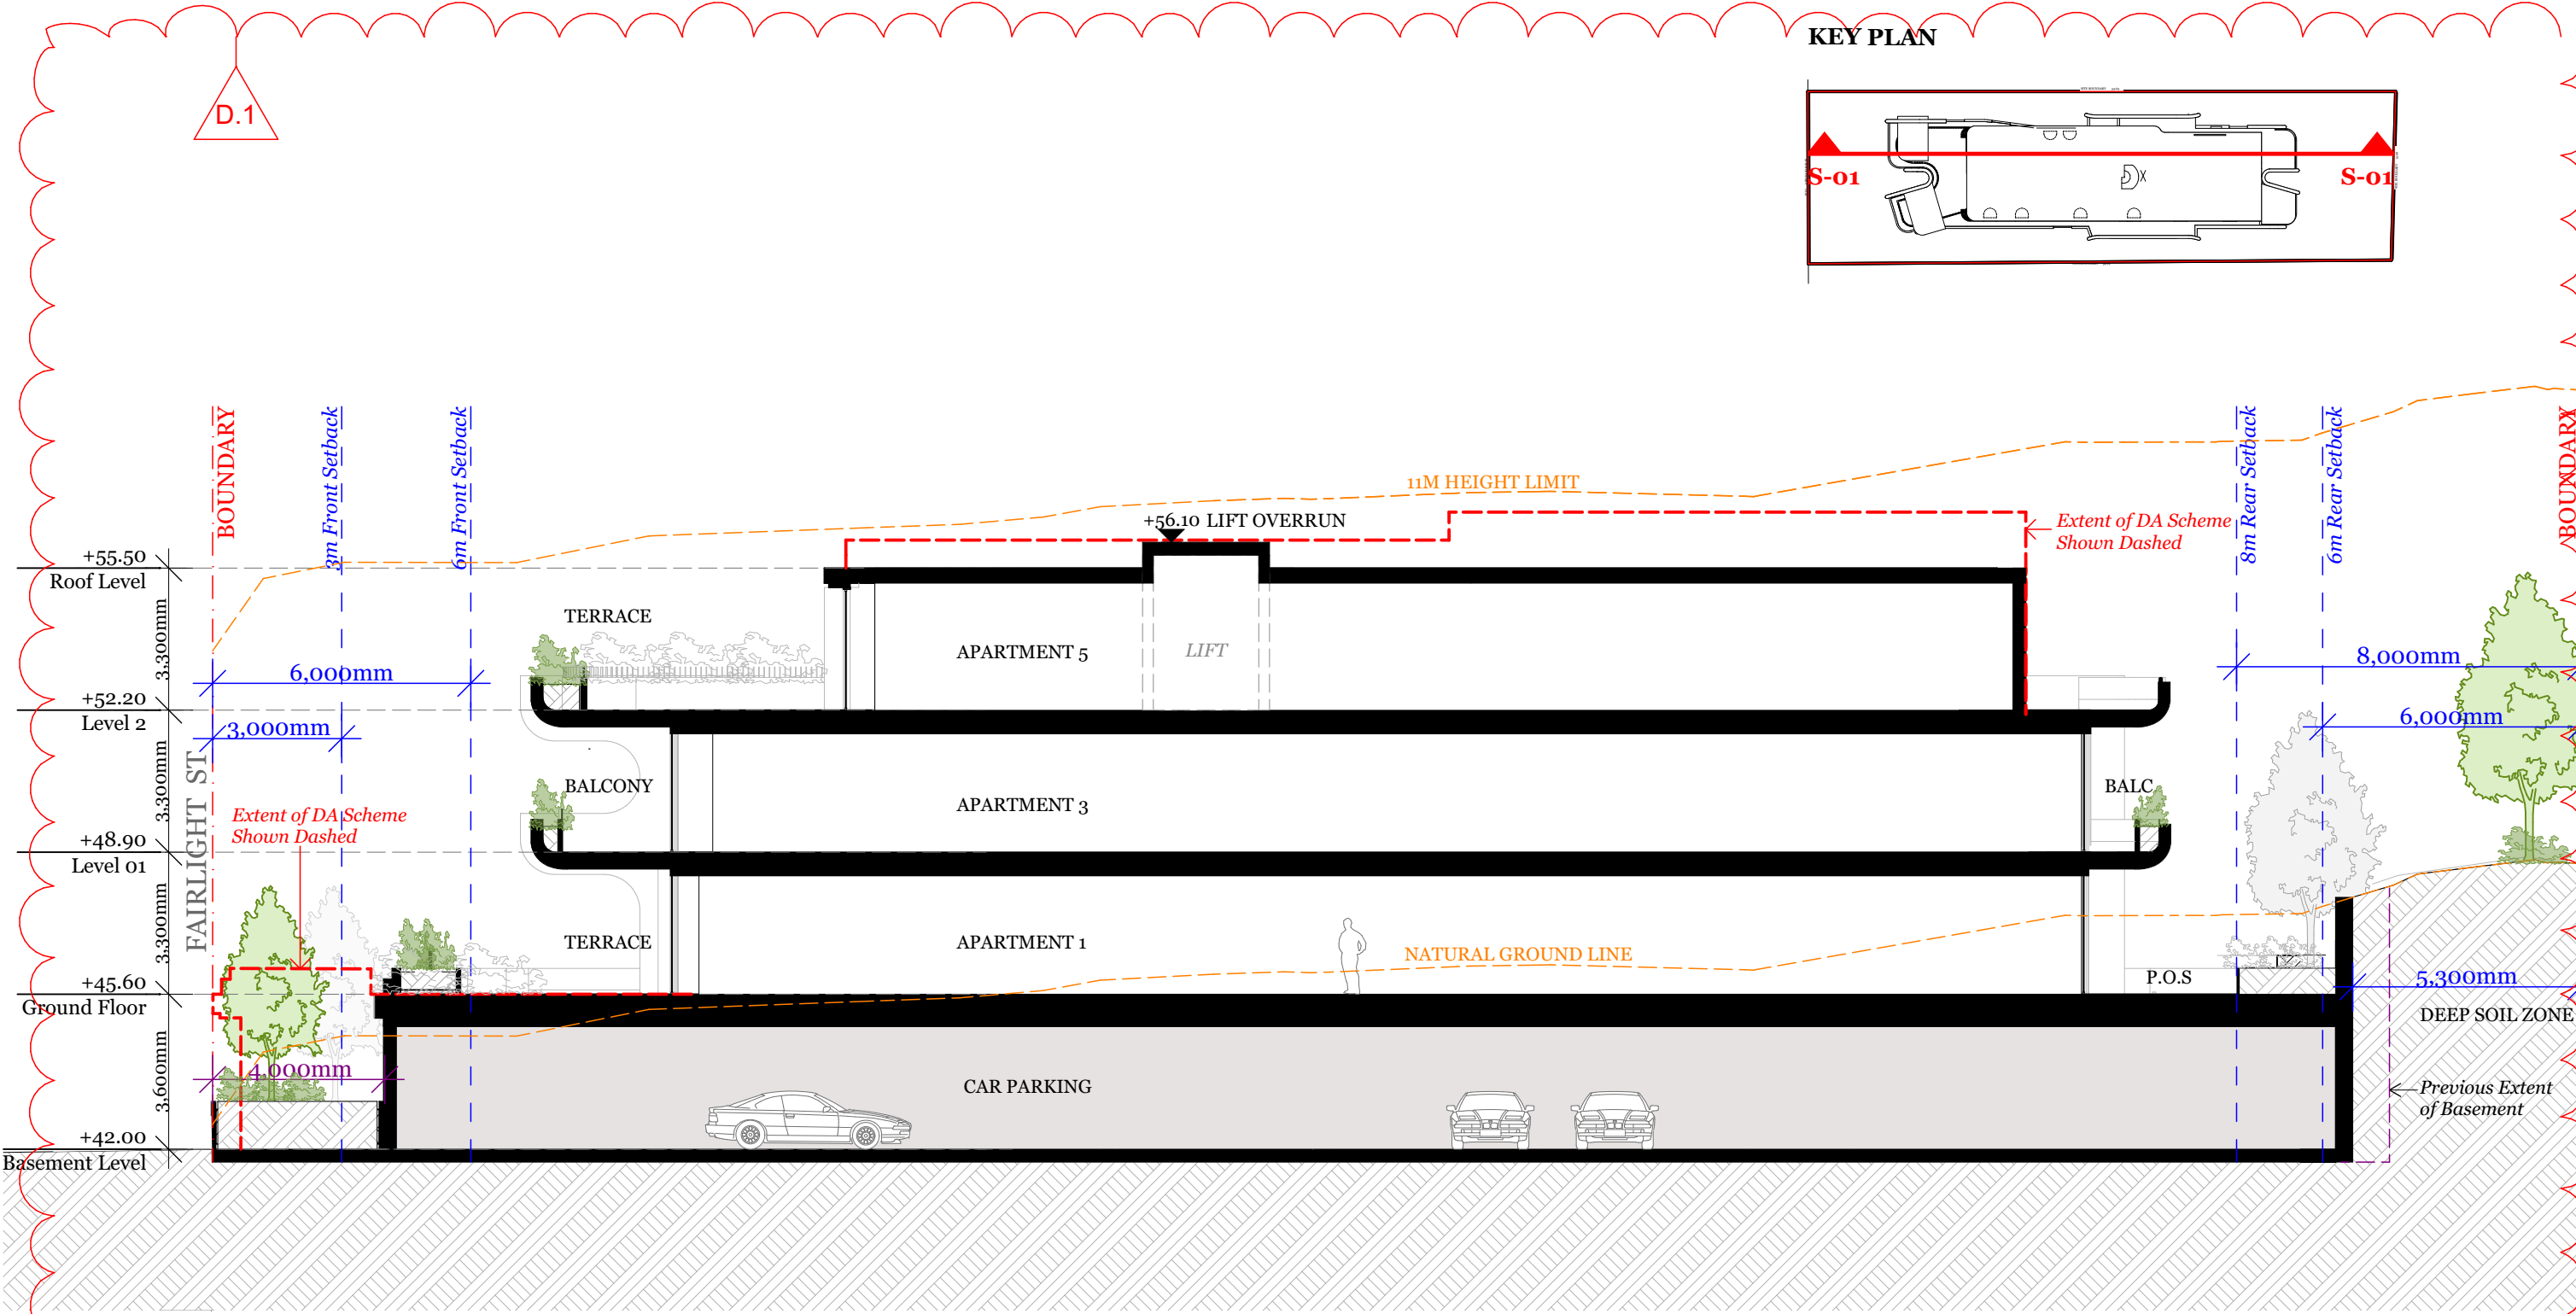 KEY PLAN
D.1
S-01
S-01
BOUNDARY
3m Front Setback
6m Front Setback
8m Rear Setback
6m Rear Setback
BOUNDARY
11M HEIGHT LIMIT
+56.10 LIFT OVERRUN
Extent of DA Scheme
Shown Dashed
+55.50
Roof Level
3,300mm
TERRACE
APARTMENT 5
LIFT
8,000mm
6,000mm
+52.20
Level 2
3,000mm
6,000mm
3,300mm
FAIRLIGHT ST
BALCONY
APARTMENT 3
BALC
Extent of DA Scheme
Shown Dashed
+48.90
Level 01
3,300mm
TERRACE
APARTMENT 1
NATURAL GROUND LINE
P.O.S
5,300mm
+45.60
Ground Floor
DEEP SOIL ZONE
3,600mm
4,000mm
CAR PARKING
Previous Extent
of Basement
+42.00
Basement Level